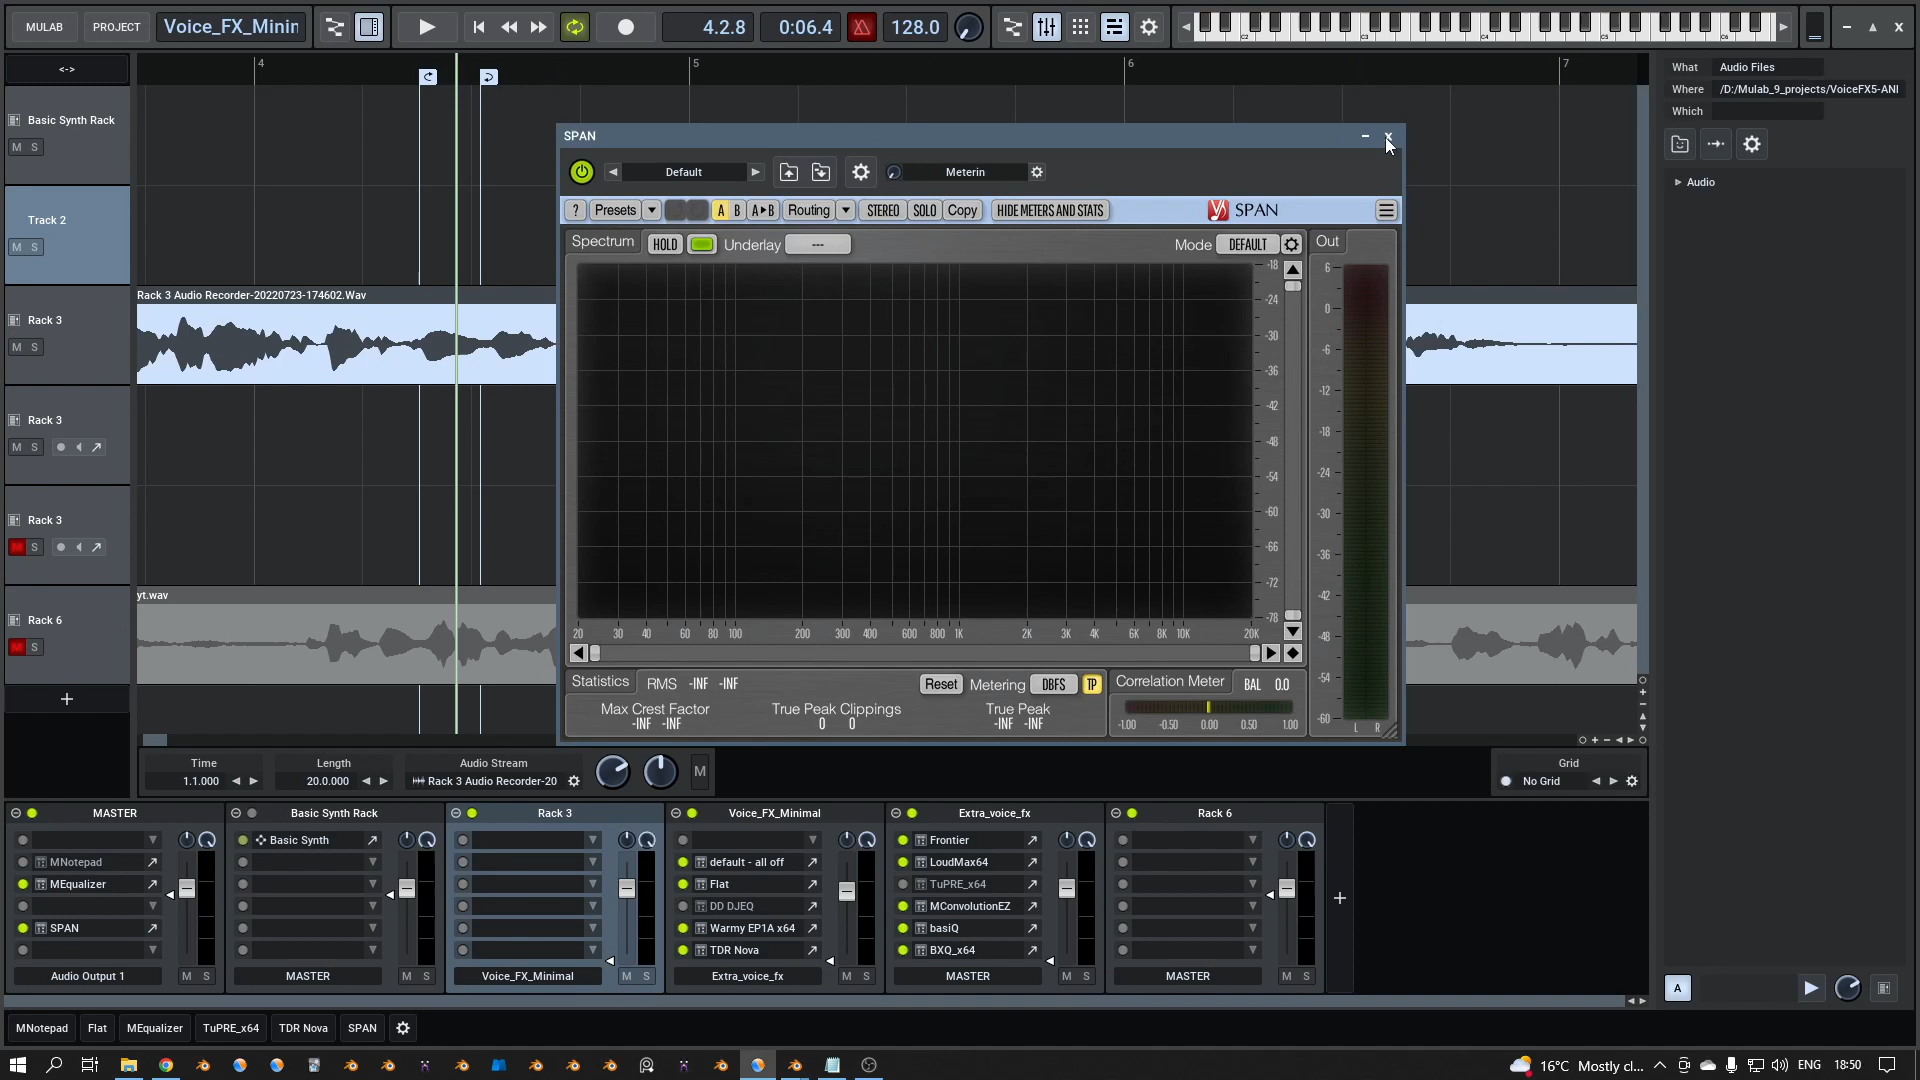 MULAB PROJECT Voice_FX_Minin 4.2.8 0:06.4 128.0 C2 C3 C4 C5 C6
<-> 4 5 6 7
What Audio Files
Where /D:/Mulab_9_projects/VoiceFX5-ANI
Which
Audio
Basic Synth Rack
M S
Track 2
M S
Rack 3 Audio Recorder-20220723-174602.Wav
Rack 3
M S
Rack 3
M S
Rack 3
M S
yt.wav
Rack 6
M S
+
SPAN
Default Meterin
? Presets A B A▸B Routing STEREO SOLO Copy HIDE METERS AND STATS SPAN
Spectrum HOLD Underlay --- Mode DEFAULT Out
-18
-24
-30
-36
-42
-48
-54
-60
-66
-72
-78
20 30 40 60 80 100 200 300 400 600 800 1K 2K 3K 4K 6K 8K 10K 20K
6
0
-6
-12
-18
-24
-30
-36
-42
-48
-54
-60
L R
Statistics RMS -INF -INF Reset Metering DBFS TP
Max Crest Factor True Peak Clippings True Peak
-INF -INF 0 0 -INF -INF
Correlation Meter BAL 0.0
-1.00 -0.50 0.00 0.50 1.00
Time Length Audio Stream Grid
1.1.000 20.0.000 Rack 3 Audio Recorder-20 M No Grid
MASTER
MNotepad
MEqualizer
SPAN
Audio Output 1 M S
Basic Synth Rack
Basic Synth
MASTER M S
Rack 3
Voice_FX_Minimal M S
Voice_FX_Minimal
default - all off
Flat
DD DJEQ
Warmy EP1A x64
TDR Nova
Extra_voice_fx M S
Extra_voice_fx
Frontier
LoudMax64
TuPRE_x64
MConvolutionEZ
basiQ
BXQ_x64
MASTER M S
Rack 6
MASTER M S
+
A
MNotepad Flat MEqualizer TuPRE_x64 TDR Nova SPAN
16°C Mostly cl... ENG 18:50